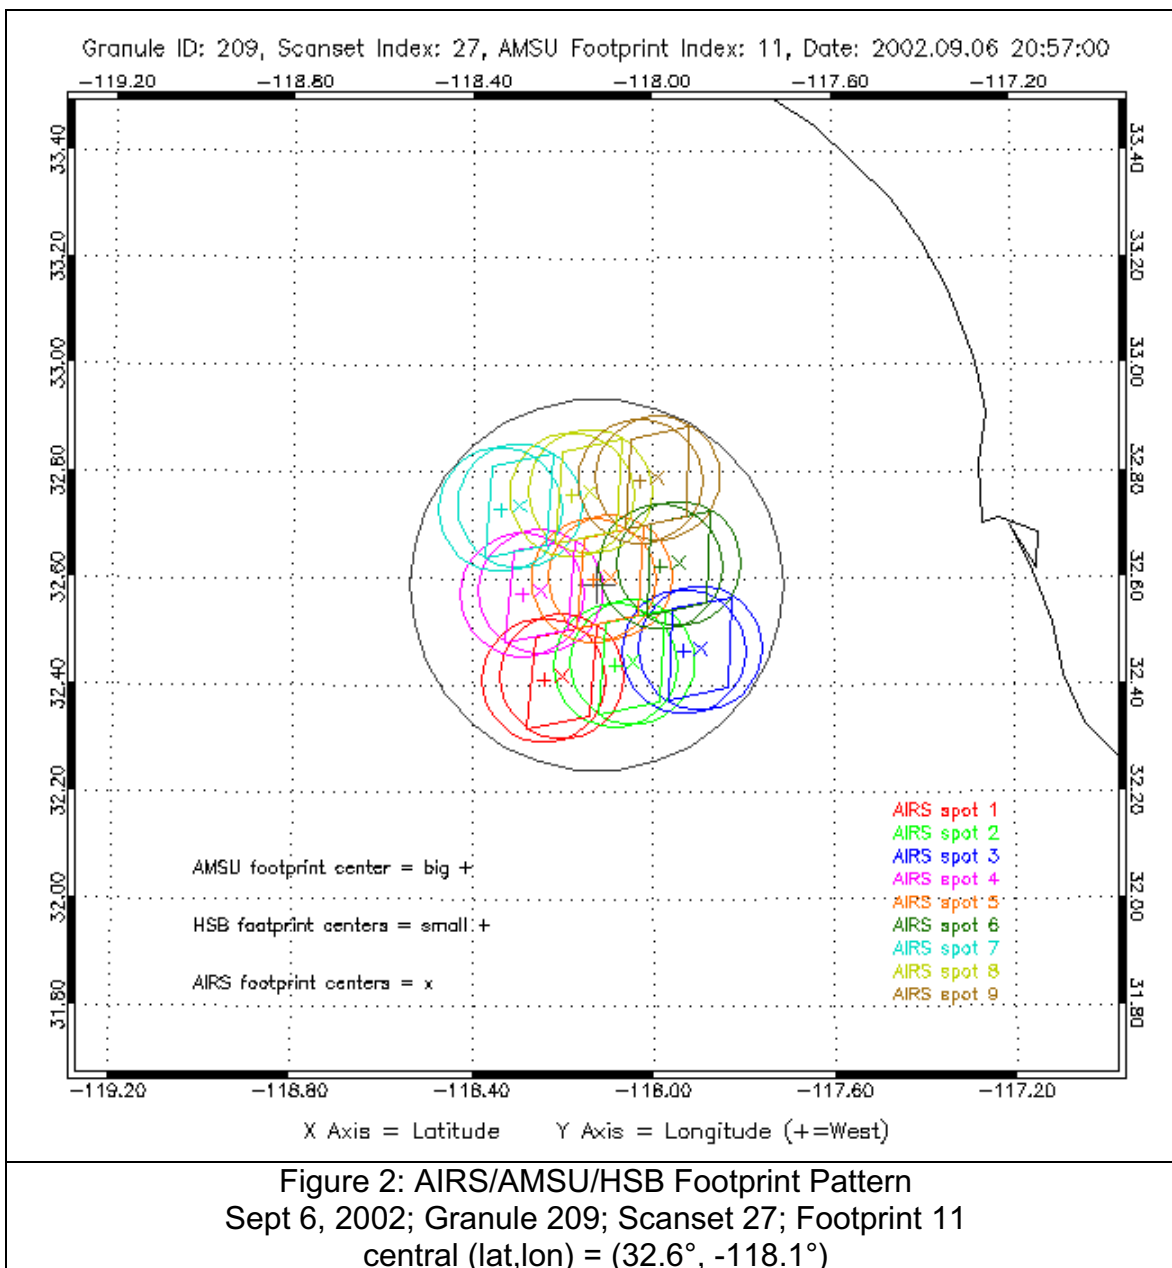 Granule ID: 209, Scanset Index: 27, AMSU Footprint Index: 11, Date: 2002.09.06 20:57:00
-119.20 -118.80 -118.40 -118.00 -117.60 -117.20
33.40 33.40
33.20 33.20
33.00 33.00
32.80 32.80
32.60 32.60
32.40 32.40
32.20 32.20
32.00 32.00
31.80 31.80
AIRS spot 1
AIRS spot 2
AIRS spot 3
AIRS spot 4
AIRS spot 5
AIRS spot 6
AIRS spot 7
AIRS spot 8
AIRS spot 9
AMSU footprint center = big +
HSB footprint centers = small +
AIRS footprint centers = x
-119.20 -118.80 -118.40 -118.00 -117.60 -117.20
X Axis = Latitude Y Axis = Longitude (+=West)
Figure 2: AIRS/AMSU/HSB Footprint Pattern
Sept 6, 2002; Granule 209; Scanset 27; Footprint 11
central (lat,lon) = (32.6°, -118.1°)